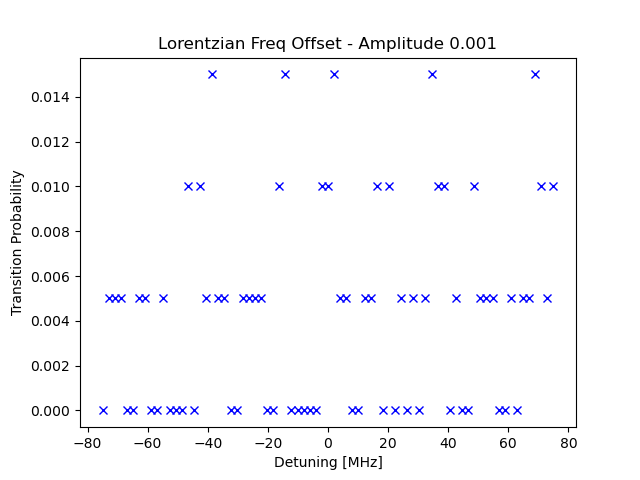 Lorentzian Freq Offset - Amplitude 0.001
Transition Probability
0.014
0.012
0.010
0.008
0.006
0.004
0.002
0.000
−80 −60 −40 −20 0 20 40 60 80
Detuning [MHz]